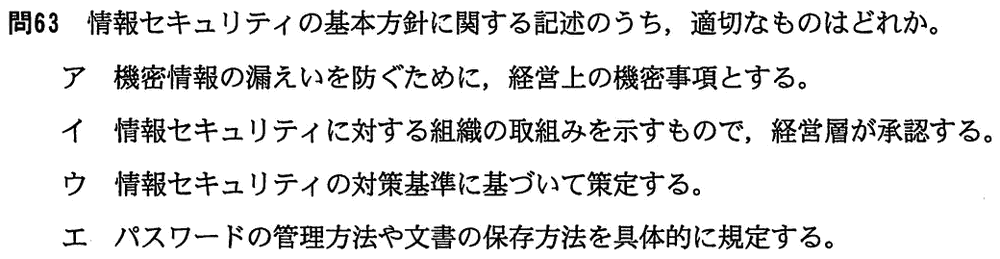 問63 情報セキュリティの基本方針に関する記述のうち，適切なものはどれか。
ア 機密情報の漏えいを防ぐために，経営上の機密事項とする。
イ 情報セキュリティに対する組織の取組みを示すもので，経営層が承認する。
ウ 情報セキュリティの対策基準に基づいて策定する。
エ パスワードの管理方法や文書の保存方法を具体的に規定する。